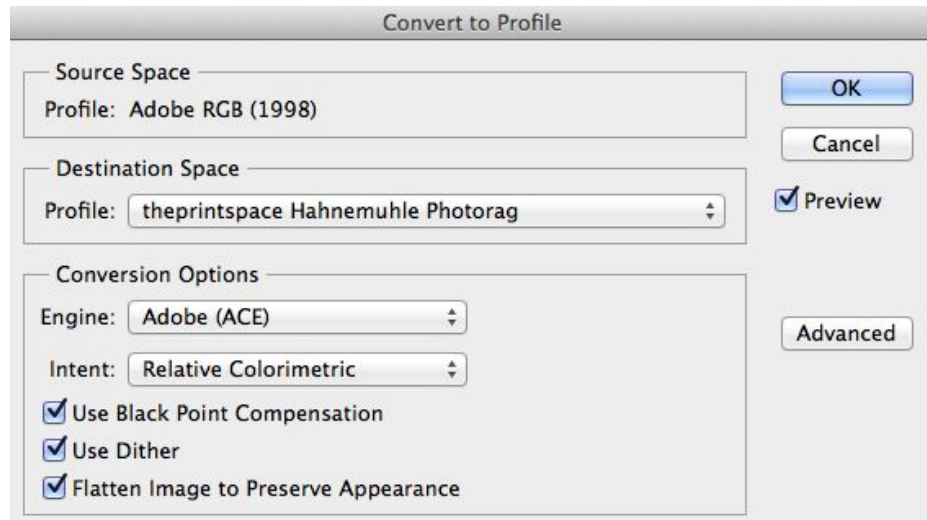 Convert to Profile
Source Space
Profile: Adobe RGB (1998)
OK
Cancel
Destination Space
Profile: theprintspace Hahnemuhle Photorag
Preview
Conversion Options
Engine: Adobe (ACE)
Advanced
Intent: Relative Colorimetric
Use Black Point Compensation
Use Dither
Flatten Image to Preserve Appearance